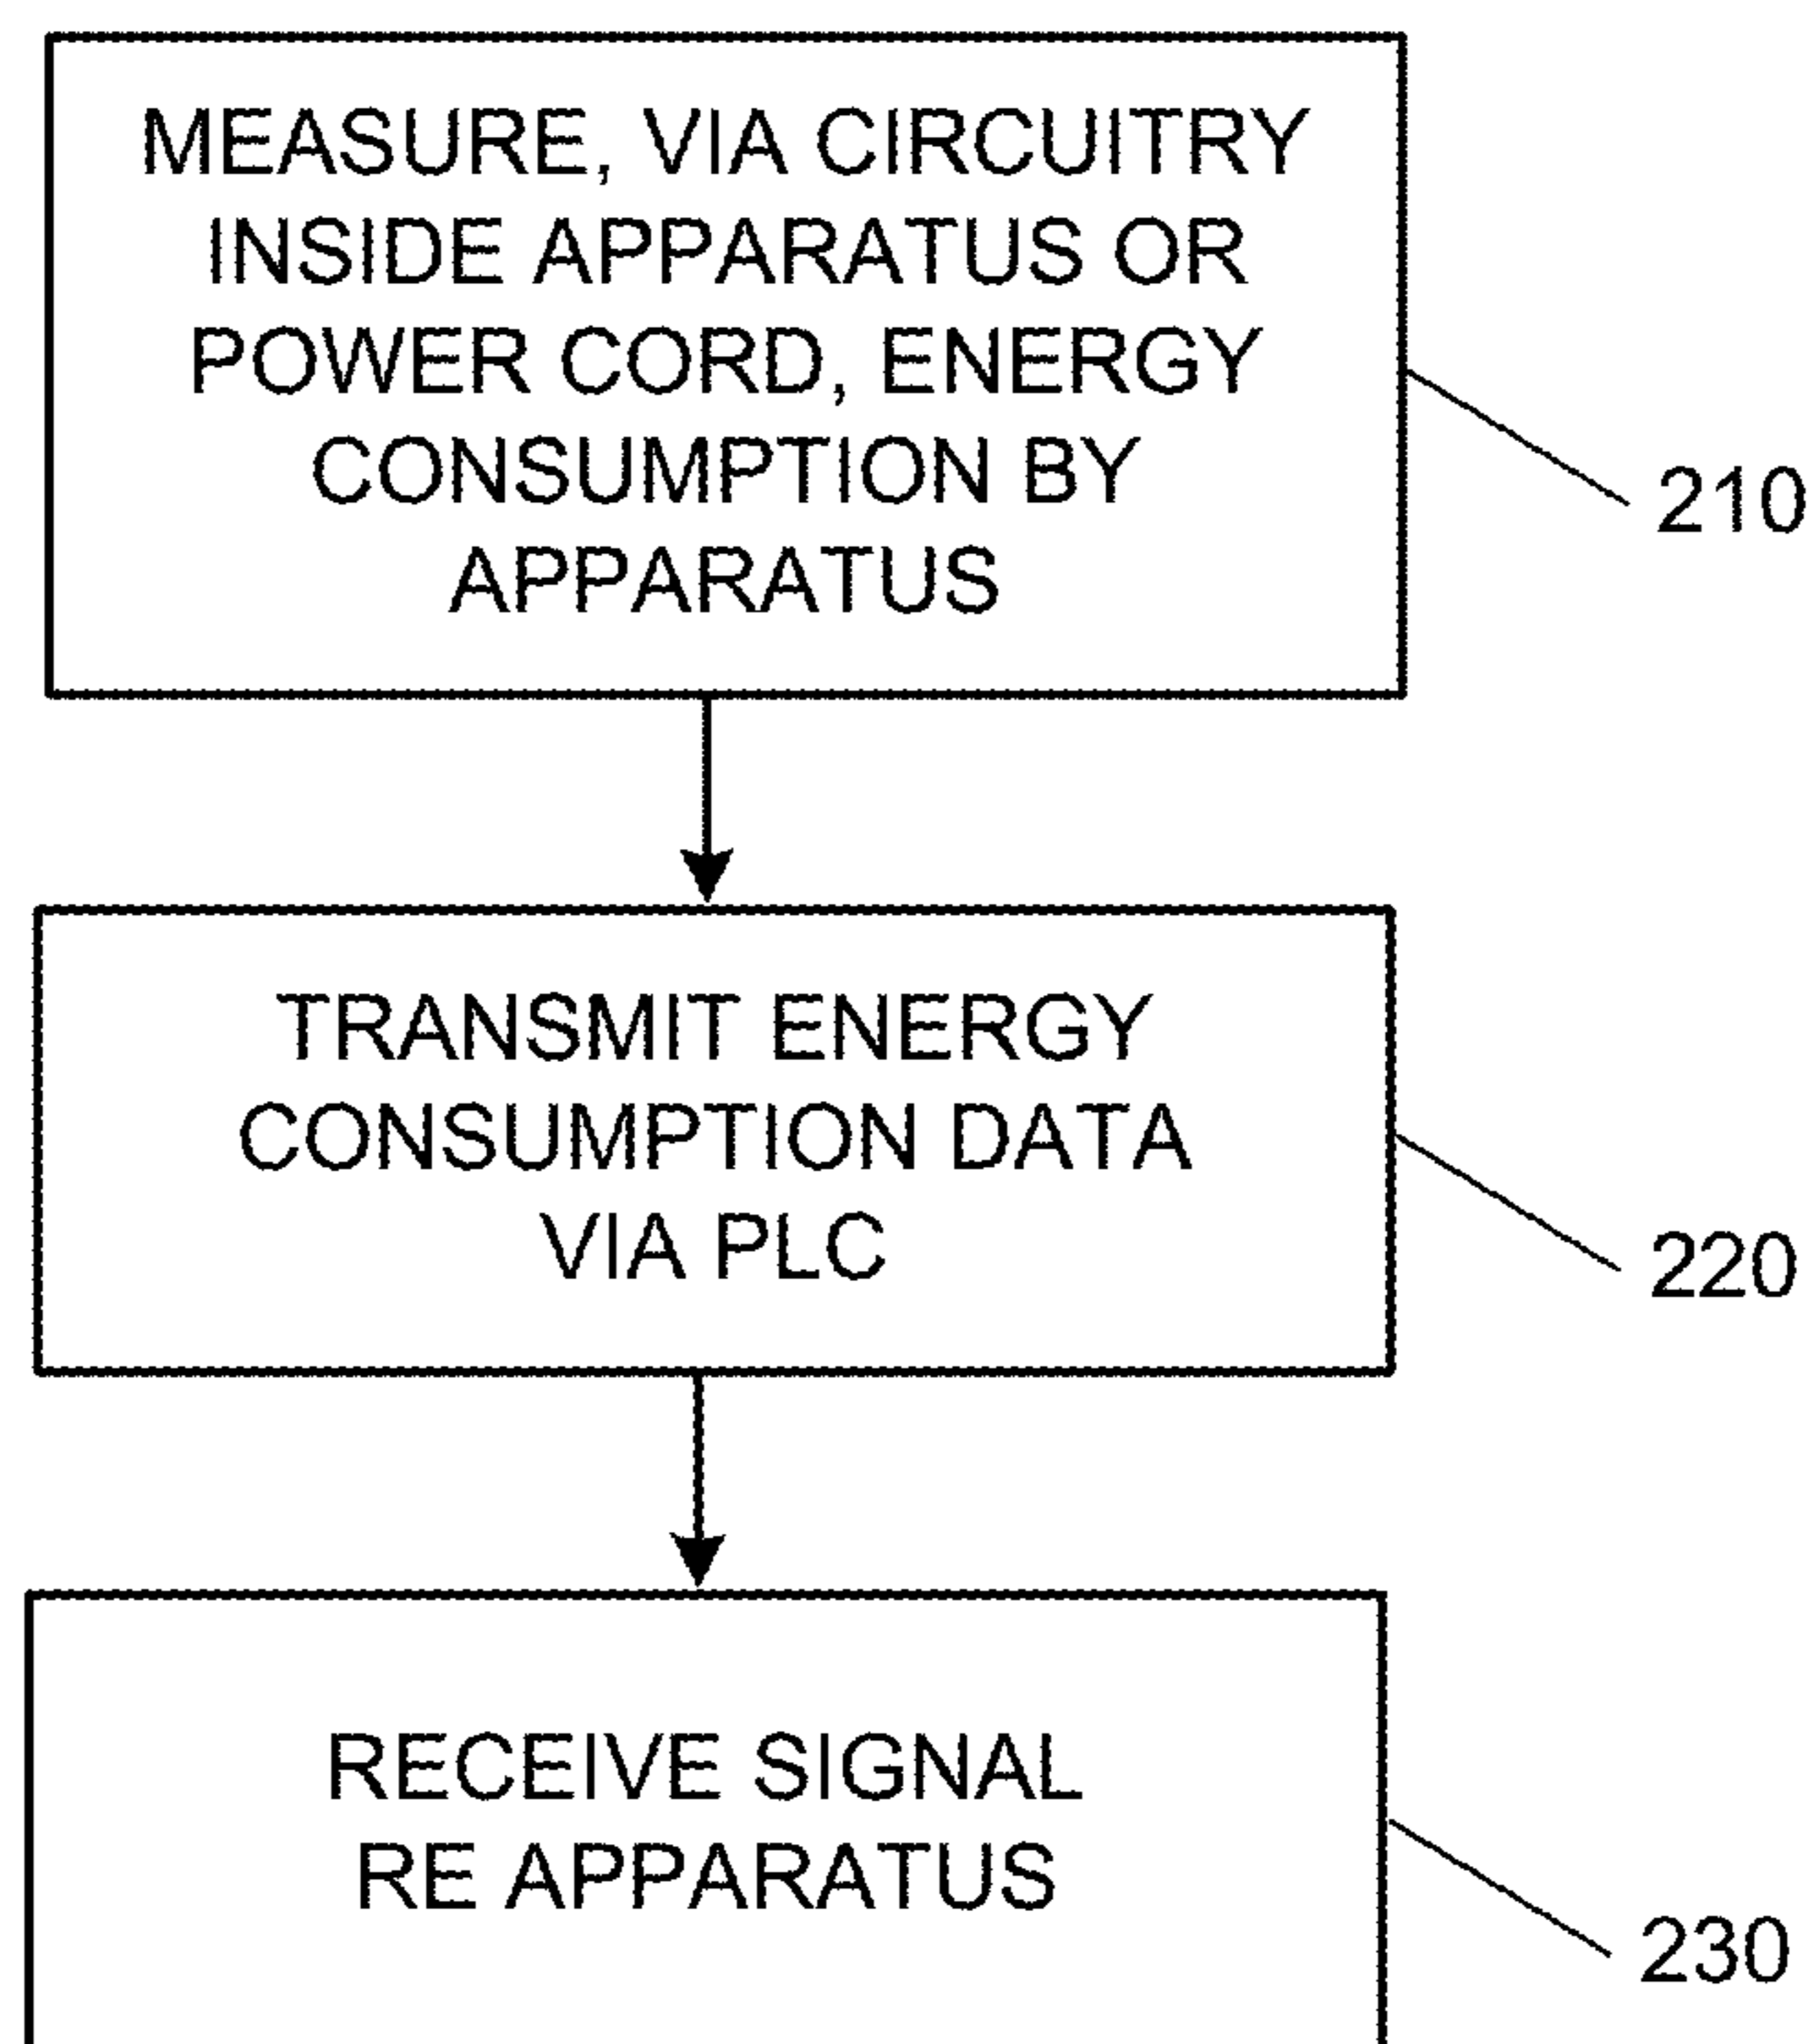 MEASURE, VIA CIRCUITRY
INSIDE APPARATUS OR
POWER CORD, ENERGY
CONSUMPTION BY
APPARATUS
210
TRANSMIT ENERGY
CONSUMPTION DATA
VIA PLC
220
RECEIVE SIGNAL
RE APPARATUS
230